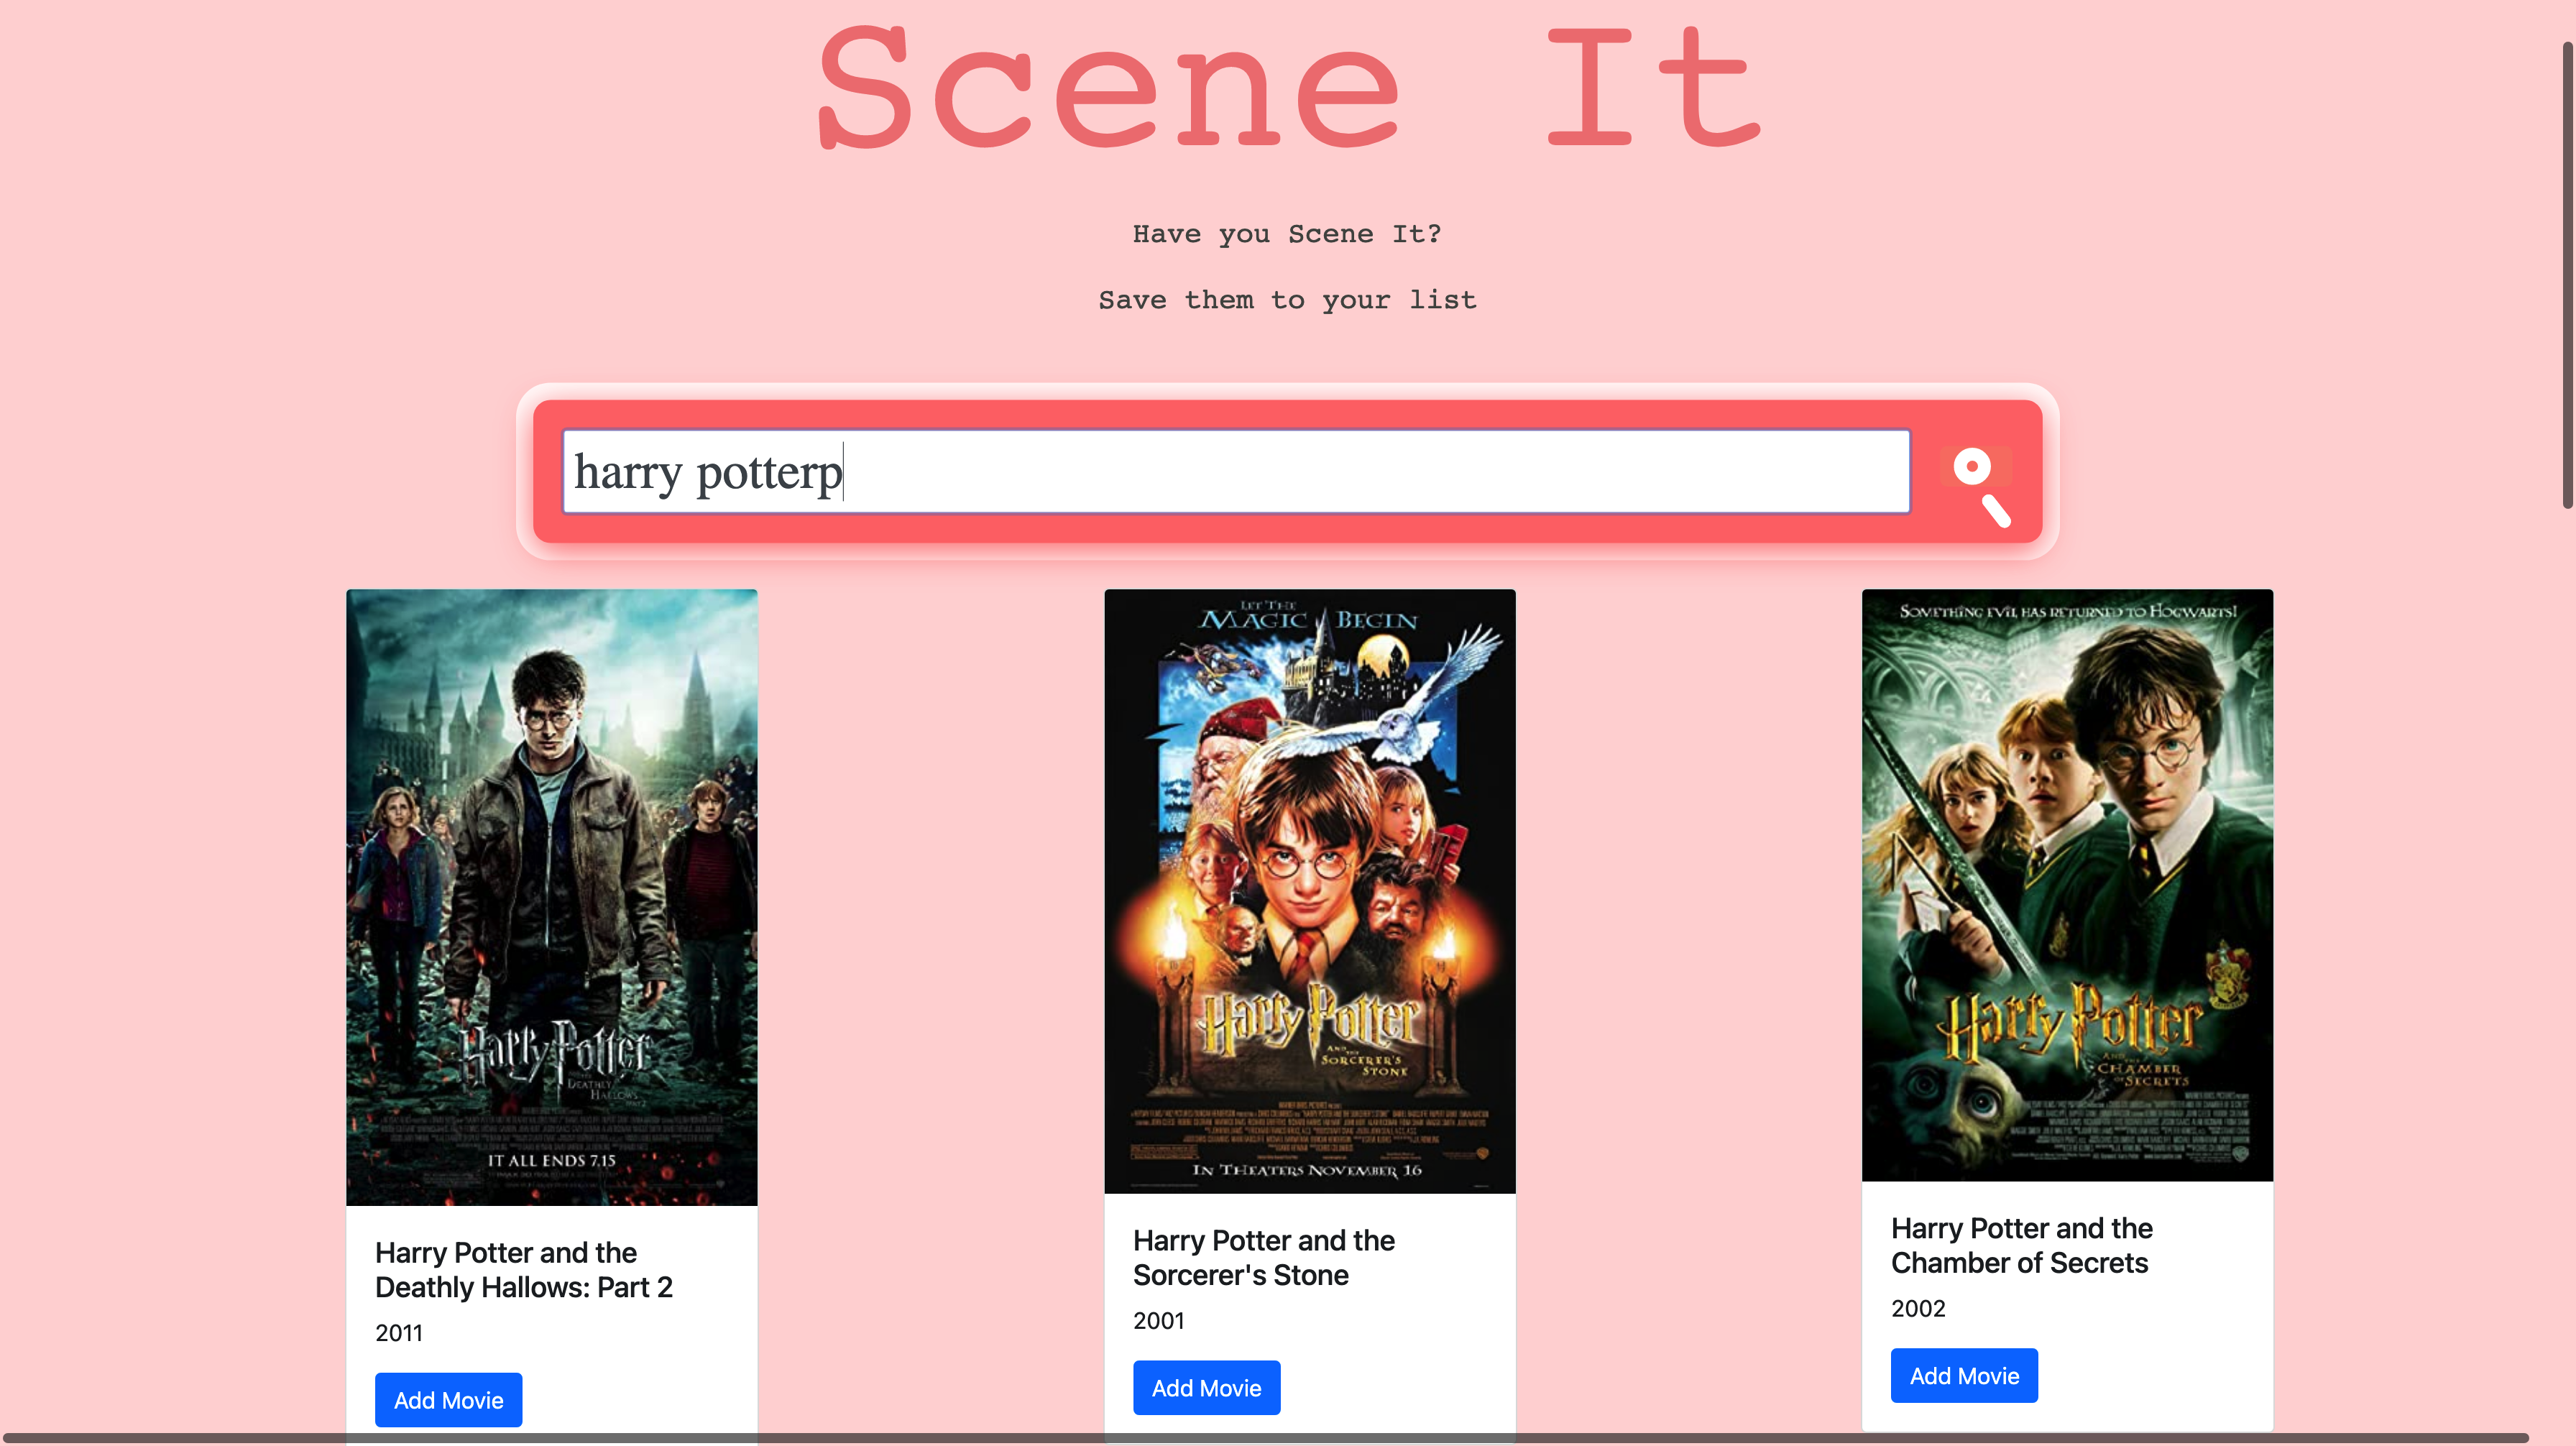 Scene It
Have you Scene It?
Save them to your list
harry potterp
Harry Potter
DEATHLY
HALLOWS
IT ALL ENDS 7.15
Harry Potter and the
Deathly Hallows: Part 2
2011
Add Movie
LET THE
MAGIC BEGIN
Harry Potter
AND THE
SORCERER'S
STONE
IN THEATERS NOVEMBER 16
Harry Potter and the
Sorcerer's Stone
2001
Add Movie
SOMETHING EVIL HAS RETURNED TO HOGWARTS!
Harry Potter
AND THE
CHAMBER
OF SECRETS
Harry Potter and the
Chamber of Secrets
2002
Add Movie